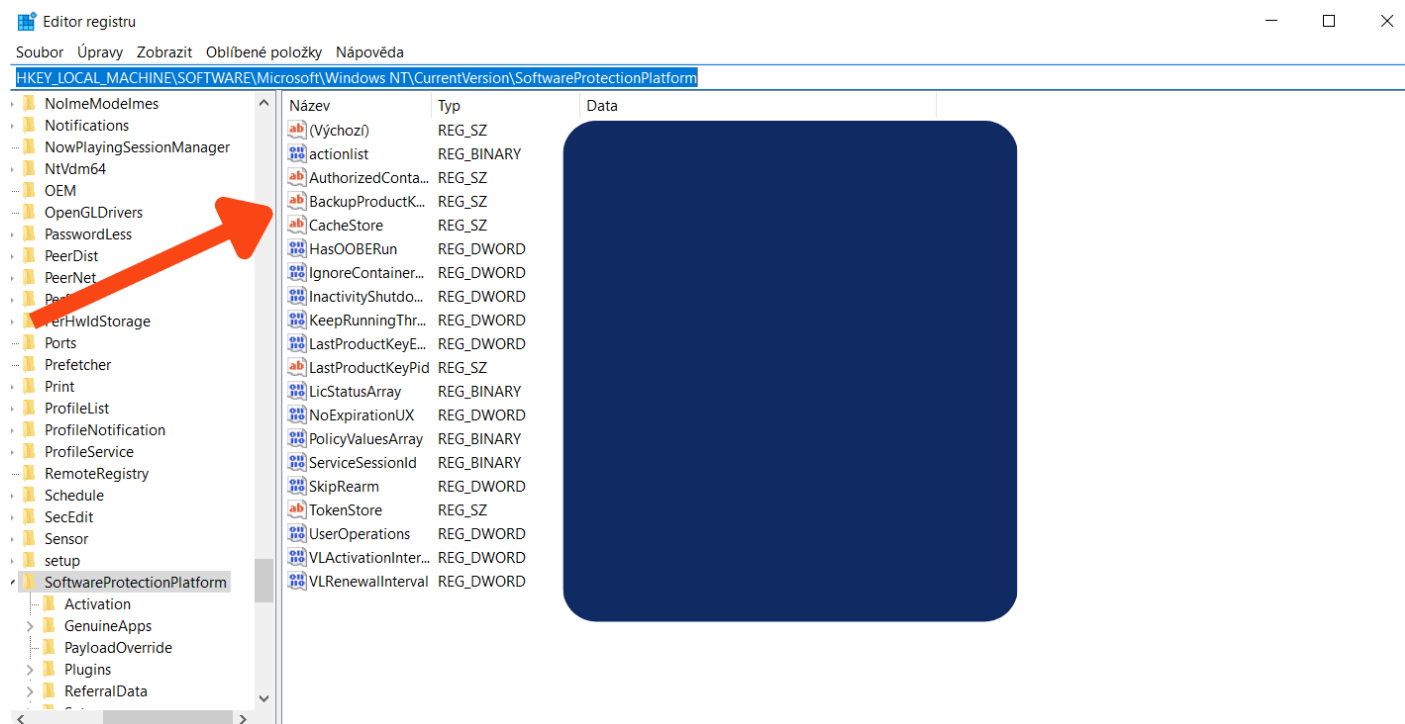 Editor registru
Soubor Úpravy Zobrazit Oblíbené položky Nápověda
HKEY_LOCAL_MACHINE\SOFTWARE\Microsoft\Windows NT\CurrentVersion\SoftwareProtectionPlatform
NoImeModeImes
Notifications
NowPlayingSessionManager
NtVdm64
OEM
OpenGLDrivers
PasswordLess
PeerDist
PeerNet
PerHwIdStorage
Ports
Prefetcher
Print
ProfileList
ProfileNotification
ProfileService
RemoteRegistry
Schedule
SecEdit
Sensor
setup
SoftwareProtectionPlatform
Activation
GenuineApps
PayloadOverride
Plugins
ReferralData
Název Typ Data
(Výchozí) REG_SZ
actionlist REG_BINARY
AuthorizedConta... REG_SZ
BackupProductK... REG_SZ
CacheStore REG_SZ
HasOOBERun REG_DWORD
IgnoreContainer... REG_DWORD
InactivityShutdo... REG_DWORD
KeepRunningThr... REG_DWORD
LastProductKeyE... REG_DWORD
LastProductKeyPid REG_SZ
LicStatusArray REG_BINARY
NoExpirationUX REG_DWORD
PolicyValuesArray REG_BINARY
ServiceSessionId REG_BINARY
SkipRearm REG_DWORD
TokenStore REG_SZ
UserOperations REG_DWORD
VLActivationInter... REG_DWORD
VLRenewalInterval REG_DWORD